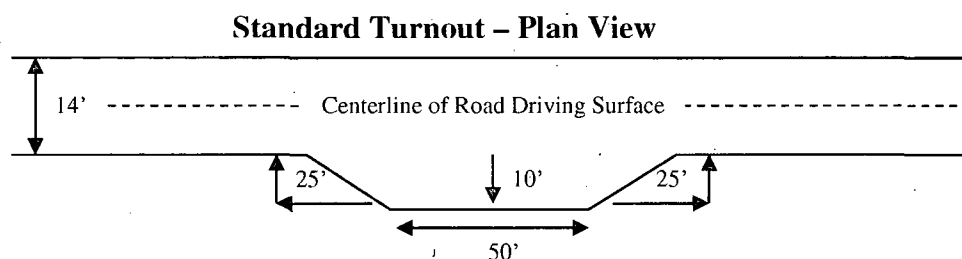 Standard Turnout – Plan View
14'
Centerline of Road Driving Surface
25'
10'
25'
50'